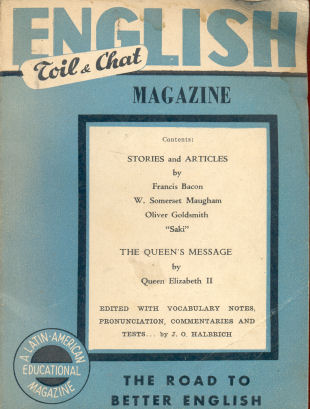 ENGLISH
Toil & Chat
MAGAZINE
Contents:
STORIES and ARTICLES
by
Francis Bacon
W. Somerset Maugham
Oliver Goldsmith
"Saki"
THE QUEEN'S MESSAGE
by
Queen Elizabeth II
EDITED WITH VOCABULARY NOTES,
PRONUNCIATION, COMMENTARIES AND
TESTS... by J. O. HALBRICH
A LATIN-AMERICAN
EDUCATIONAL
MAGAZINE
THE ROAD TO
BETTER ENGLISH